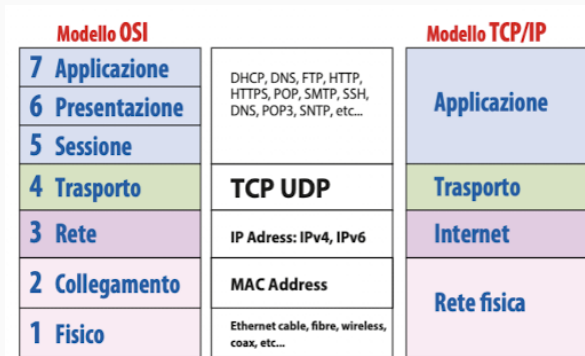 Modello OSI
Modello TCP/IP
7 Applicazione
6 Presentazione
5 Sessione
4 Trasporto
3 Rete
2 Collegamento
1 Fisico
DHCP, DNS, FTP, HTTP,
HTTPS, POP, SMTP, SSH,
DNS, POP3, SNTP, etc...
TCP UDP
IP Adress: IPv4, IPv6
MAC Address
Ethernet cable, fibre, wireless,
coax, etc...
Applicazione
Trasporto
Internet
Rete fisica